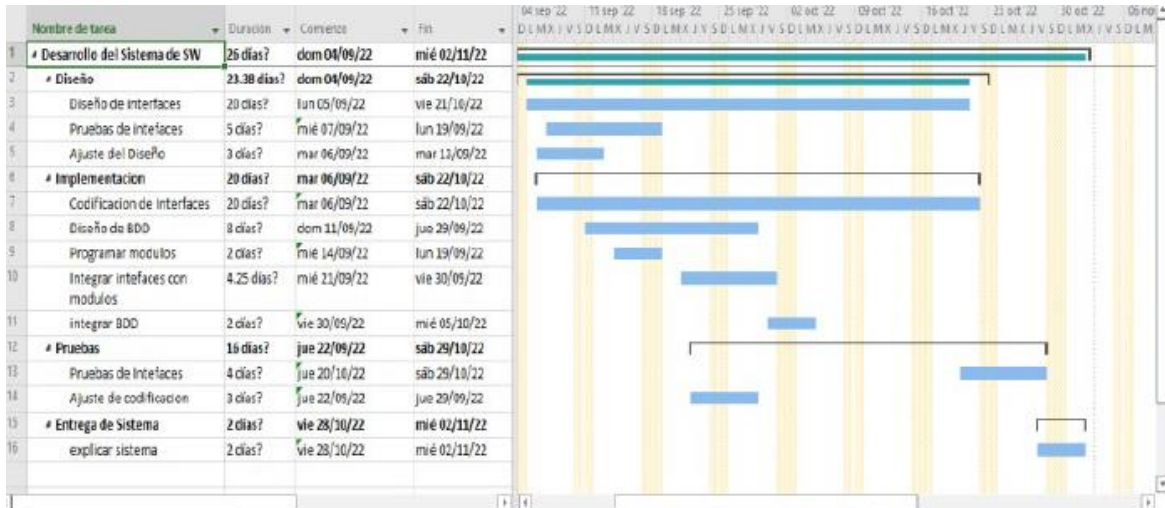 04 sep '22 11 sep '22 18 sep '22 25 sep '22 02 oct '22 09 oct '22 16 oct '22 23 oct '22 30 oct '22 06 nov
Nombre de tarea Duración Comienzo Fin D L M X J V S D L M X J V S D L M X J V S D L M X J V S D L M X J V S D L M X J V S D L M X J V S D L M X J V S D L M X J V S D L M
1 Desarrollo del Sistema de SW 26 días? dom 04/09/22 mié 02/11/22
2 Diseño 23.38 días? dom 04/09/22 sáb 22/10/22
3 Diseño de interfaces 20 días? lun 05/09/22 vie 21/10/22
4 Pruebas de intefaces 5 días? mié 07/09/22 lun 19/09/22
5 Ajuste del Diseño 3 días? mar 06/09/22 mar 13/09/22
6 Implementacion 20 días? mar 06/09/22 sáb 22/10/22
7 Codificacion de Interfaces 20 días? mar 06/09/22 sáb 22/10/22
8 Diseño de BDD 8 días? dom 11/09/22 jue 29/09/22
9 Programar modulos 2 días? mié 14/09/22 lun 19/09/22
10 Integrar intefaces con 4.25 días? mié 21/09/22 vie 30/09/22
modulos
11 integrar BDD 2 días? vie 30/09/22 mié 05/10/22
12 Pruebas 16 días? jue 22/09/22 sáb 29/10/22
13 Pruebas de Intefaces 4 días? jue 20/10/22 sáb 29/10/22
14 Ajuste de codificacion 3 días? jue 22/09/22 jue 29/09/22
15 Entrega de Sistema 2 días? vie 28/10/22 mié 02/11/22
16 explicar sistema 2 días? vie 28/10/22 mié 02/11/22